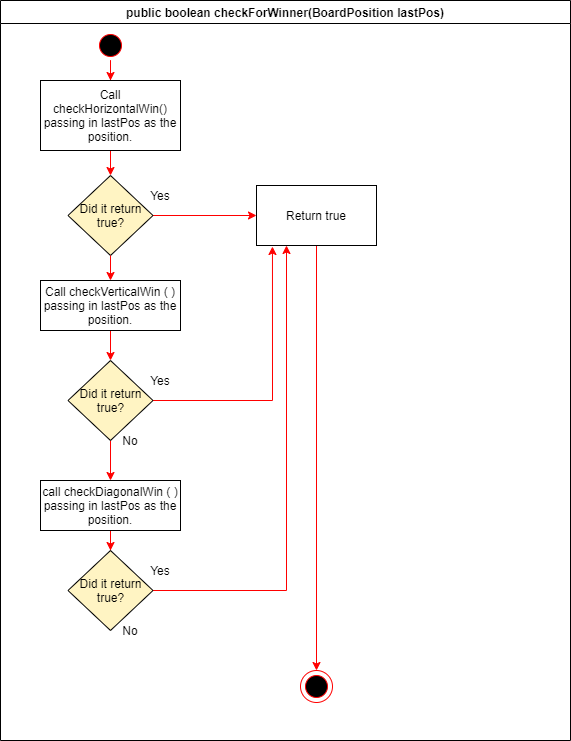 public boolean checkForWinner(BoardPosition lastPos)
Call
checkHorizontalWin()
passing in lastPos as the
position.
Yes
Did it return
true?
Return true
Call checkVerticalWin ( )
passing in lastPos as the
position.
Yes
Did it return
true?
No
call checkDiagonalWin ( )
passing in lastPos as the
position.
Yes
Did it return
true?
No